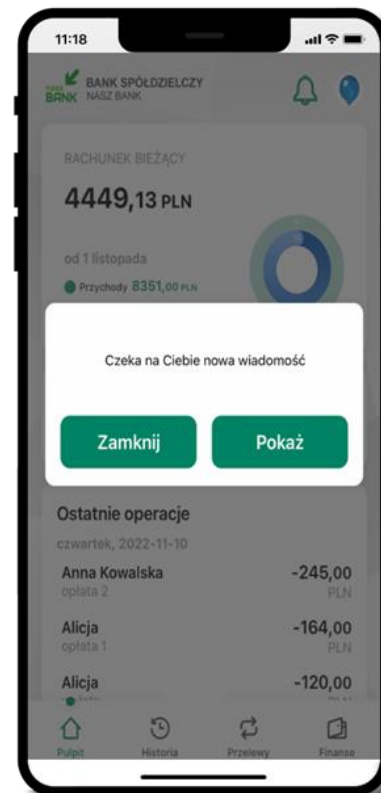 11:18
nasz BANK
BANK SPÓŁDZIELCZY
NASZ BANK
RACHUNEK BIEŻĄCY
4449,13 PLN
od 1 listopada
Przychody 8351,00 PLN
Czeka na Ciebie nowa wiadomość
Zamknij Pokaż
Ostatnie operacje
czwartek, 2022-11-10
Anna Kowalska -245,00
opłata 2 PLN
Alicja -164,00
opłata 1 PLN
Alicja -120,00
Pulpit Historia Przelewy Finanse